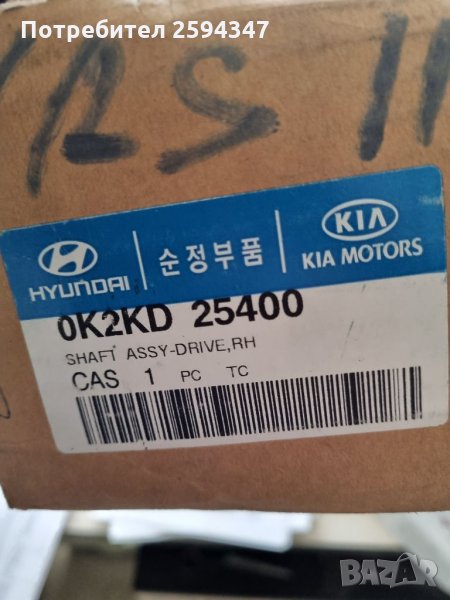 Потребител 2594347
HYUNDAI
순정부품
KIA
KIA MOTORS
0K2KD 25400
SHAFT ASSY-DRIVE,RH
CAS 1 PC TC
BAZAR